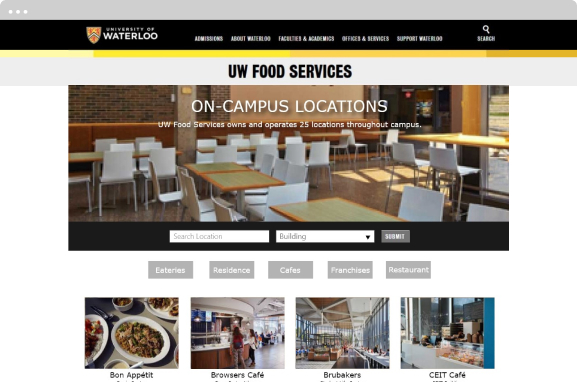 UNIVERSITY OF
WATERLOO
ADMISSIONS ABOUT WATERLOO FACULTIES & ACADEMICS OFFICES & SERVICES SUPPORT WATERLOO SEARCH
UW FOOD SERVICES
ON-CAMPUS LOCATIONS
UW Food Services owns and operates 25 locations throughout campus.
Search Location Building SUBMIT
Eateries Residence Cafes Franchises Restaurant
Bon Appétit Browsers Café Brubakers CEIT Café